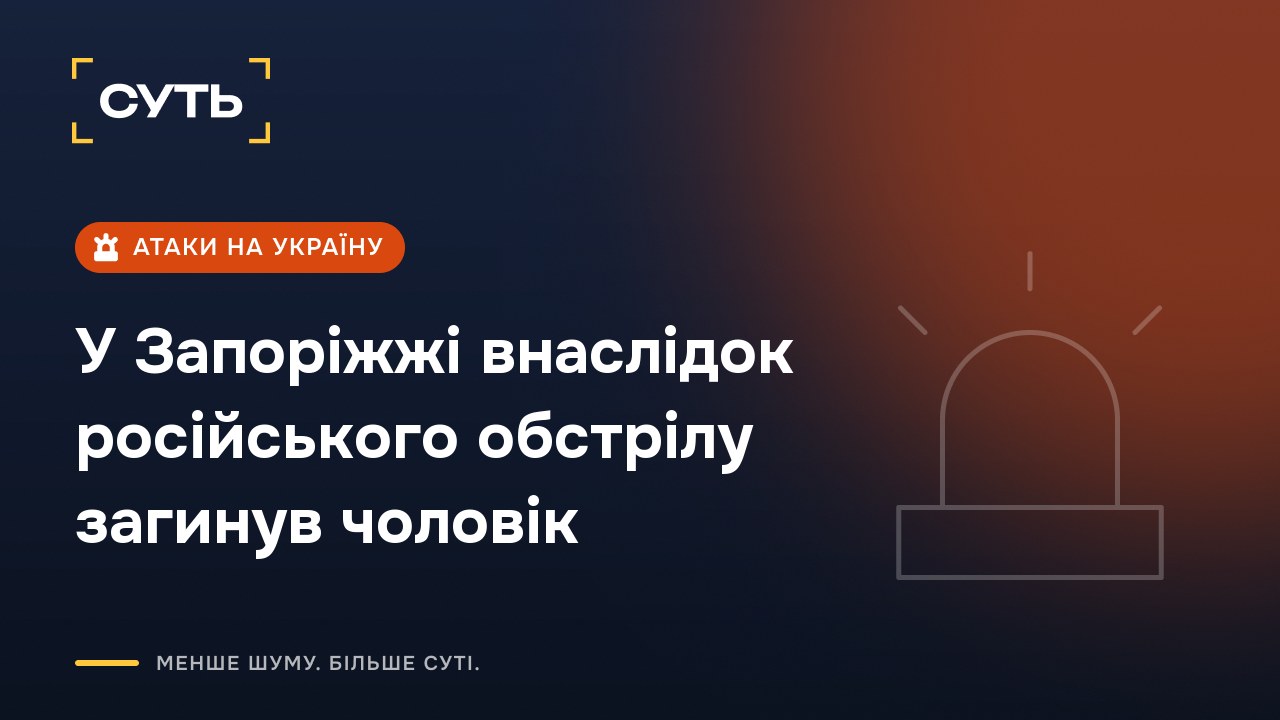 СУТЬ
АТАКИ НА УКРАЇНУ
У Запоріжжі внаслідок
російського обстрілу
загинув чоловік
МЕНШЕ ШУМУ. БІЛЬШЕ СУТІ.